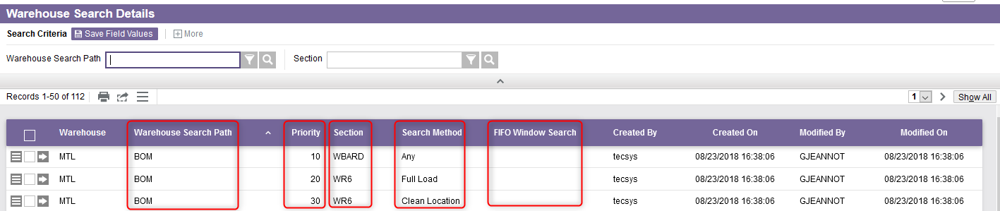 Warehouse Search Details
Search Criteria Save Field Values More
Warehouse Search Path Section
Records 1-50 of 112 1 Show All
Warehouse Warehouse Search Path Priority Section Search Method FIFO Window Search Created By Created On Modified By Modified On
MTL BOM 10 WBARD Any tecsys 08/23/2018 16:38:06 GJEANNOT 08/23/2018 16:38:06
MTL BOM 20 WR6 Full Load tecsys 08/23/2018 16:38:06 GJEANNOT 08/23/2018 16:38:06
MTL BOM 30 WR6 Clean Location tecsys 08/23/2018 16:38:06 GJEANNOT 08/23/2018 16:38:06